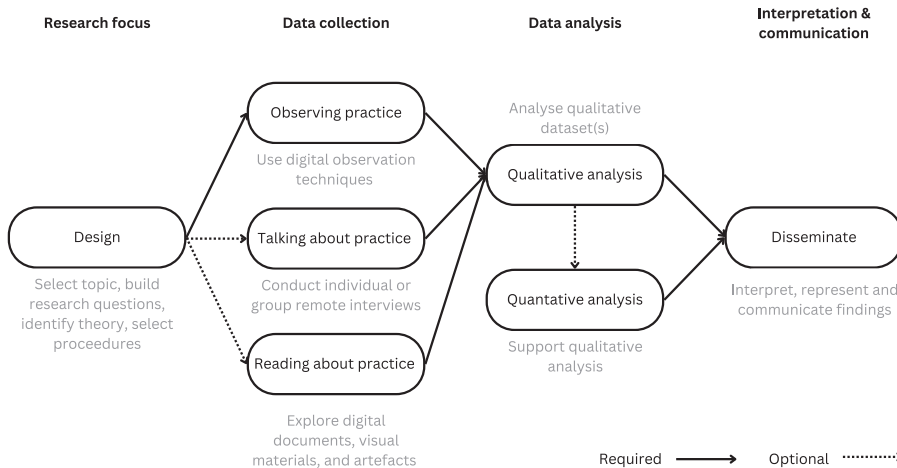 Research focus
Data collection
Data analysis
Interpretation &
communication
Observing practice
Use digital observation
techniques
Analyse qualitative
dataset(s)
Qualitative analysis
Design
Select topic, build
research questions,
identify theory, select
proceedures
Talking about practice
Conduct individual or
group remote interviews
Disseminate
Interpret, represent and
communicate findings
Quantative analysis
Support qualitative
analysis
Reading about practice
Explore digital
documents, visual
materials, and artefacts
Required
Optional